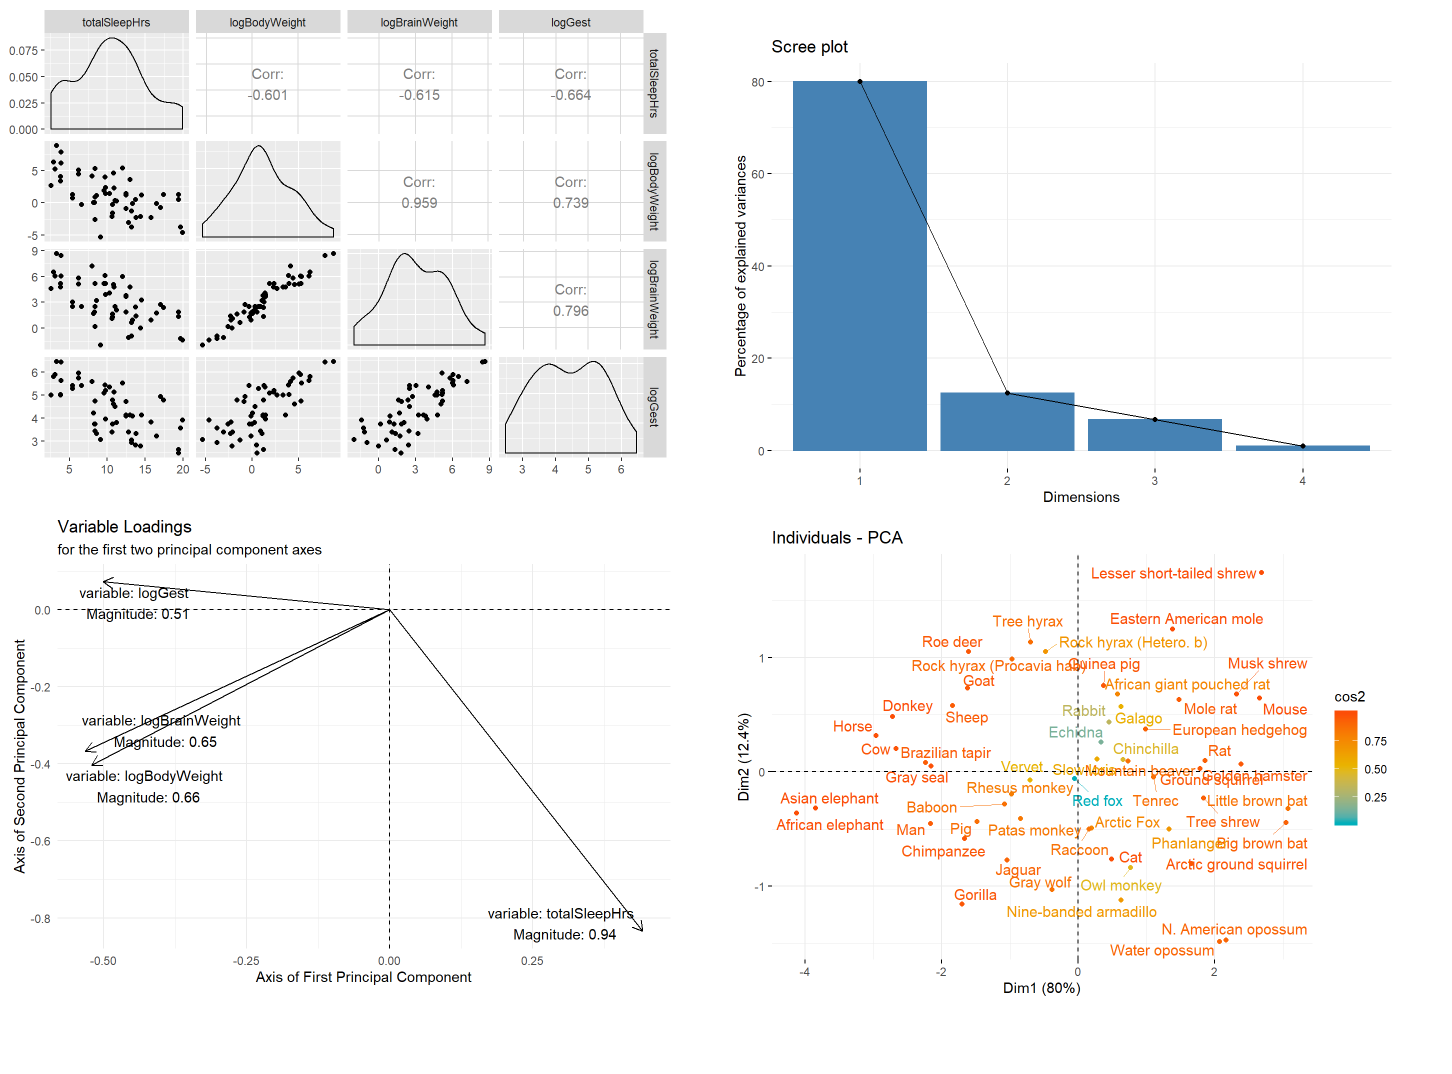 totalSleepHrs logBodyWeight logBrainWeight logGest
0.075
0.050
0.025
0.000
Corr:
-0.601
Corr:
-0.615
Corr:
-0.664
totalSleepHrs
5
0
-5
Corr:
0.959
Corr:
0.739
logBodyWeight
9
6
3
0
Corr:
0.796
logBrainWeight
6
5
4
3
logGest
5 10 15 20 -5 0 5 0 3 6 9 3 4 5 6
Scree plot
Percentage of explained variances
80
60
40
20
0
1 2 3 4
Dimensions
Variable Loadings
for the first two principal component axes
Axis of Second Principal Component
0.0
-0.2
-0.4
-0.6
-0.8
variable: logGest
Magnitude: 0.51
variable: logBrainWeight
Magnitude: 0.65
variable: logBodyWeight
Magnitude: 0.66
variable: totalSleepHrs
Magnitude: 0.94
-0.50 -0.25 0.00 0.25
Axis of First Principal Component
Individuals - PCA
Dim2 (12.4%)
1
0
-1
Lesser short-tailed shrew
Eastern American mole
Tree hyrax
Roe deer
Rock hyrax (Hetero. b)
Rock hyrax (Procavia hab)
Guinea pig
Musk shrew
Goat
African giant pouched rat
Donkey
Sheep
Rabbit
Galago
Mole rat
Mouse
Horse
Echidna
European hedgehog
Cow
Brazilian tapir
Chinchilla
Rat
Gray seal
Vervet
Slow loris
Mountain beaver
Golden hamster
Ground squirrel
Rhesus monkey
Asian elephant
Baboon
Red fox
Tenrec
Little brown bat
African elephant
Man
Pig
Patas monkey
Arctic Fox
Tree shrew
Chimpanzee
Raccoon
Cat
Phanlanger
Big brown bat
Jaguar
Arctic ground squirrel
Gray wolf
Owl monkey
Gorilla
Nine-banded armadillo
N. American opossum
Water opossum
-4 -2 0 2
Dim1 (80%)
cos2
0.75
0.50
0.25